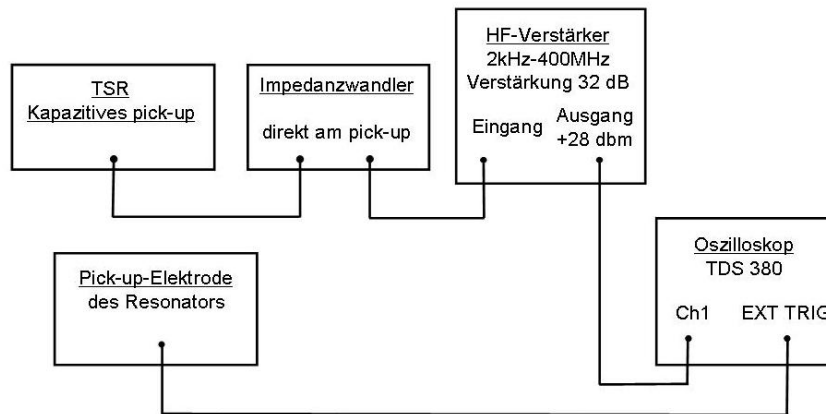 TSR
Kapazitives pick-up
Impedanzwandler
direkt am pick-up
HF-Verstärker
2kHz-400MHz
Verstärkung 32 dB
Eingang
Ausgang
+28 dbm
Pick-up-Elektrode
des Resonators
Oszilloskop
TDS 380
Ch1 EXT TRIG